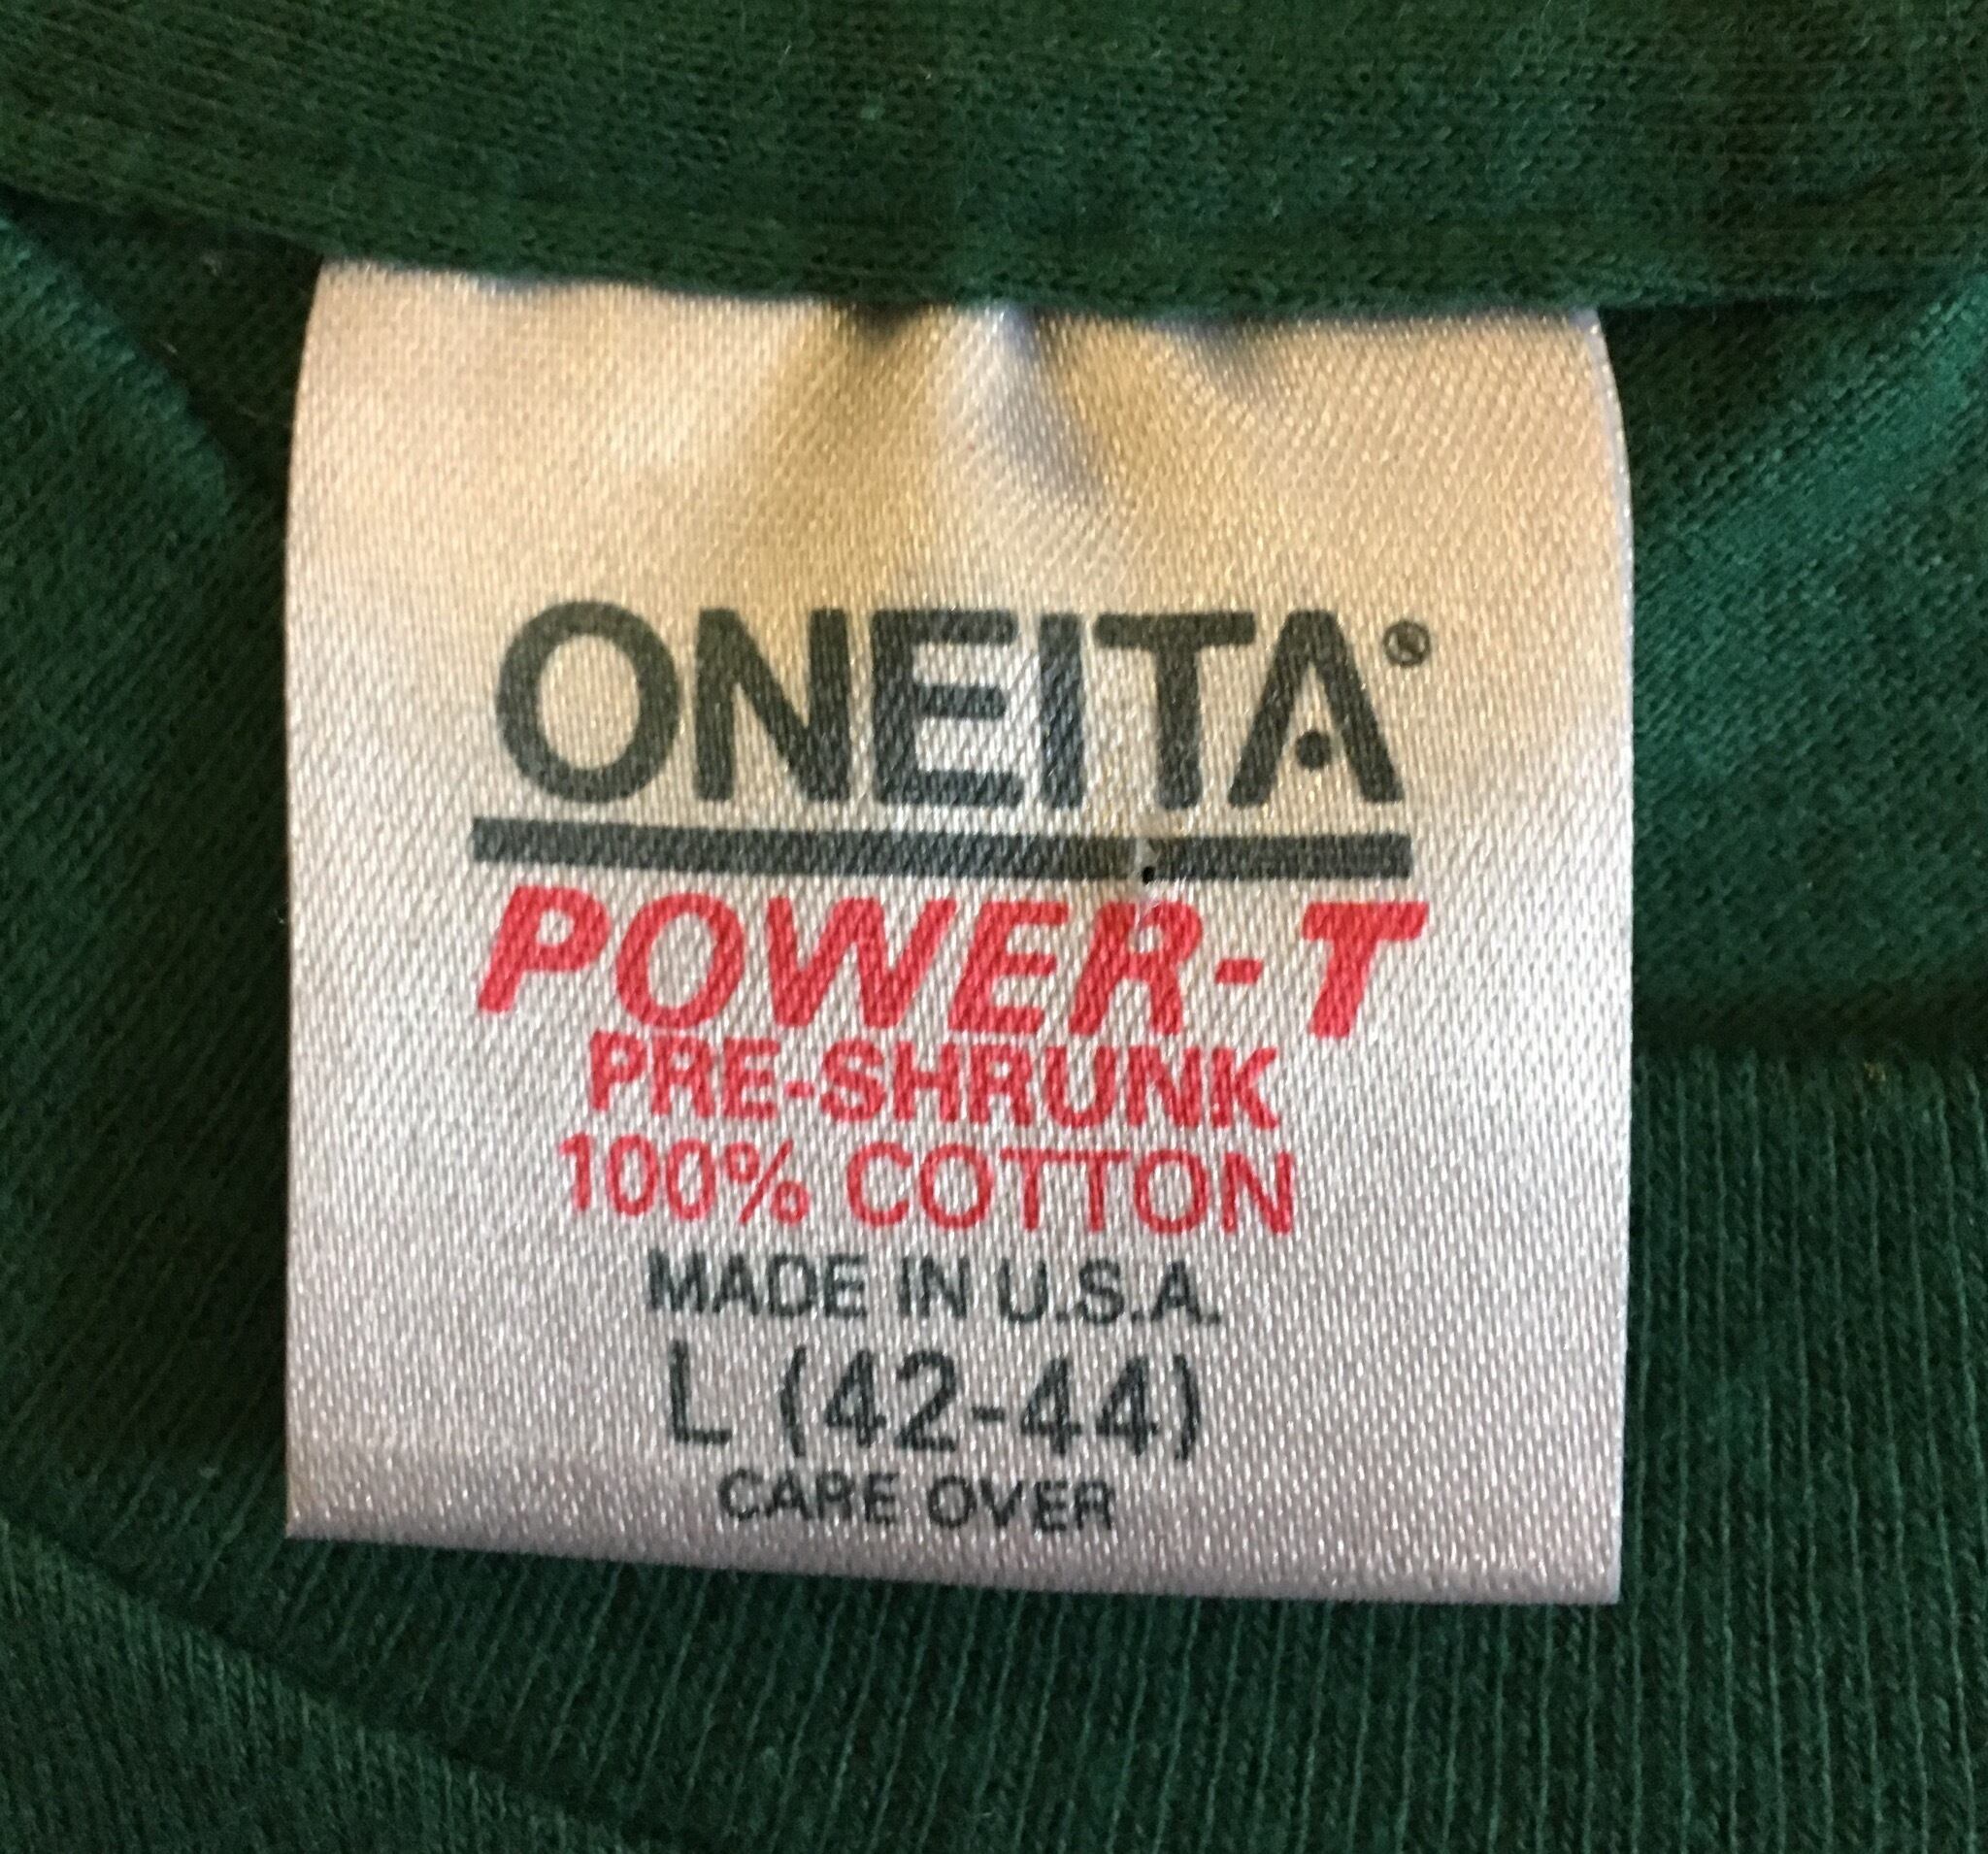 ONEITA®
POWER-T
PRE-SHRUNK
100% COTTON
MADE IN U.S.A.
L (42-44)
CARE OVER